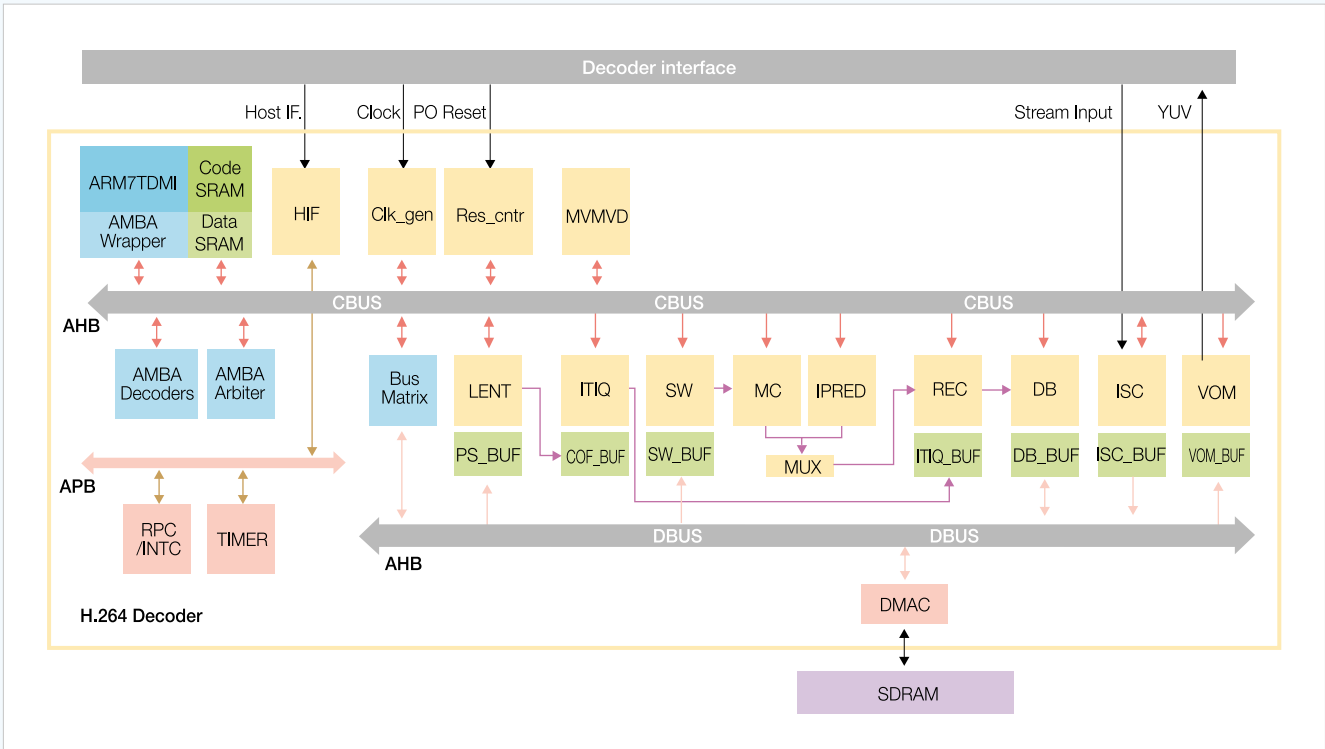 Decoder interface
Host IF.
Clock
PO Reset
Stream Input
YUV
ARM7TDMI
Code
SRAM
AMBA
Wrapper
Data
SRAM
HIF
Clk_gen
Res_cntr
MVMVD
CBUS
CBUS
CBUS
AHB
AMBA
Decoders
AMBA
Arbiter
Bus
Matrix
LENT
ITIQ
SW
MC
IPRED
REC
DB
ISC
VOM
PS_BUF
COF_BUF
SW_BUF
MUX
ITIQ_BUF
DB_BUF
ISC_BUF
VOM_BUF
APB
RPC
/INTC
TIMER
DBUS
DBUS
AHB
DMAC
H.264 Decoder
SDRAM